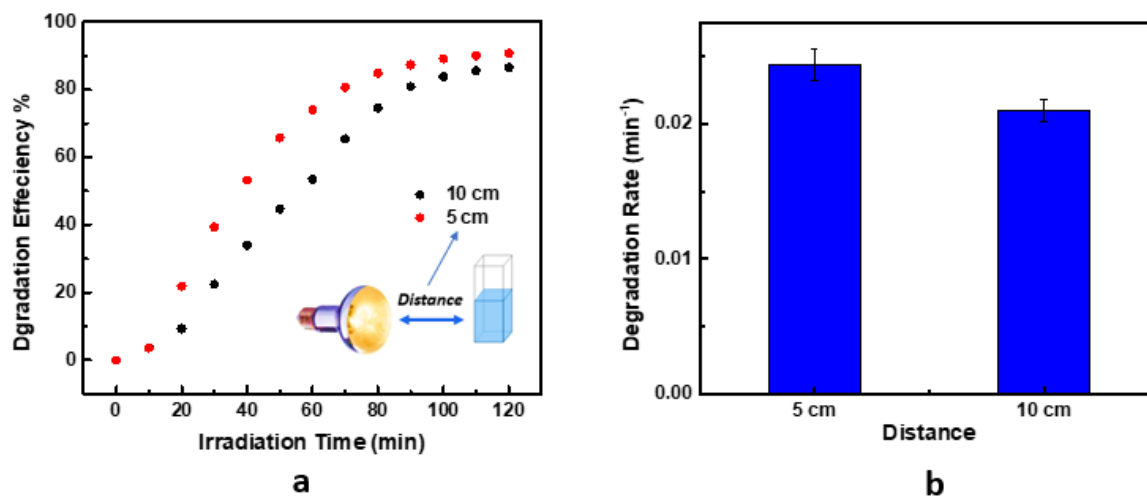 Dgradation Effeciency %
100
80
60
40
20
0
10 cm
5 cm
Distance
0 20 40 60 80 100 120
Irradiation Time (min)
a
Degradation Rate (min⁻¹)
0.02
0.01
0.00
5 cm 10 cm
Distance
b